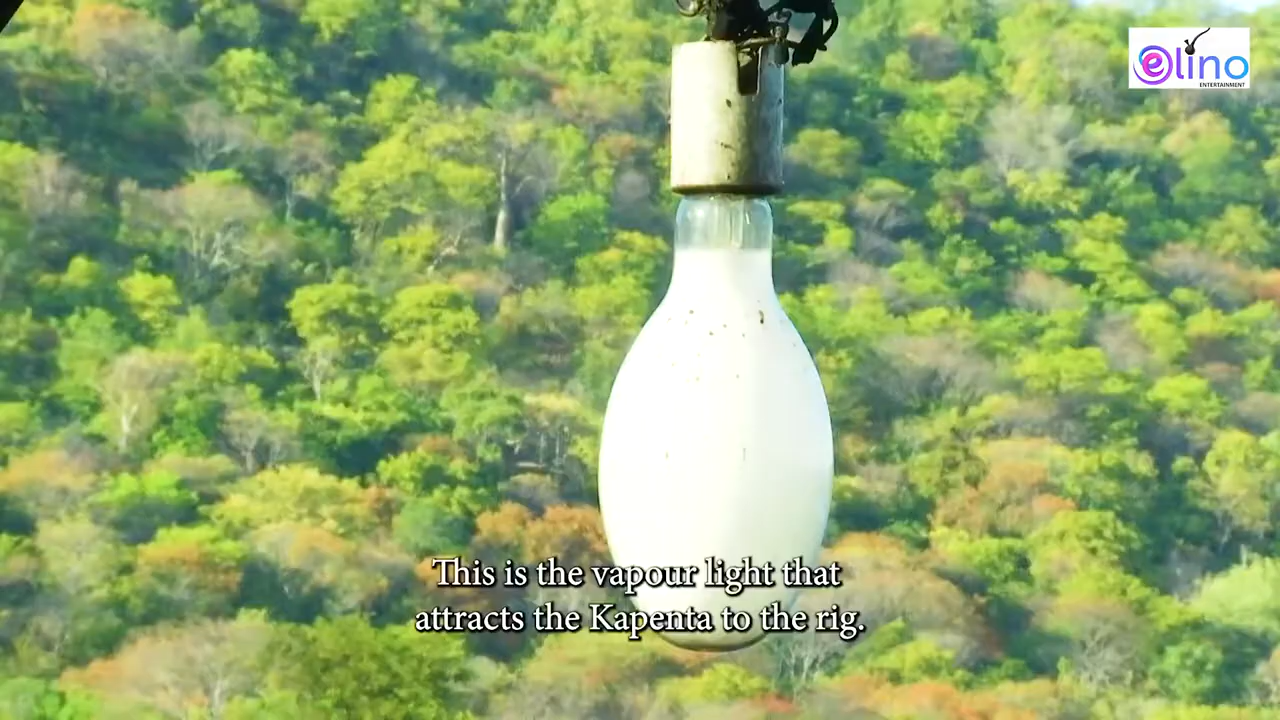 elino
ENTERTAINMENT
This is the vapour light that
attracts the Kapenta to the rig.